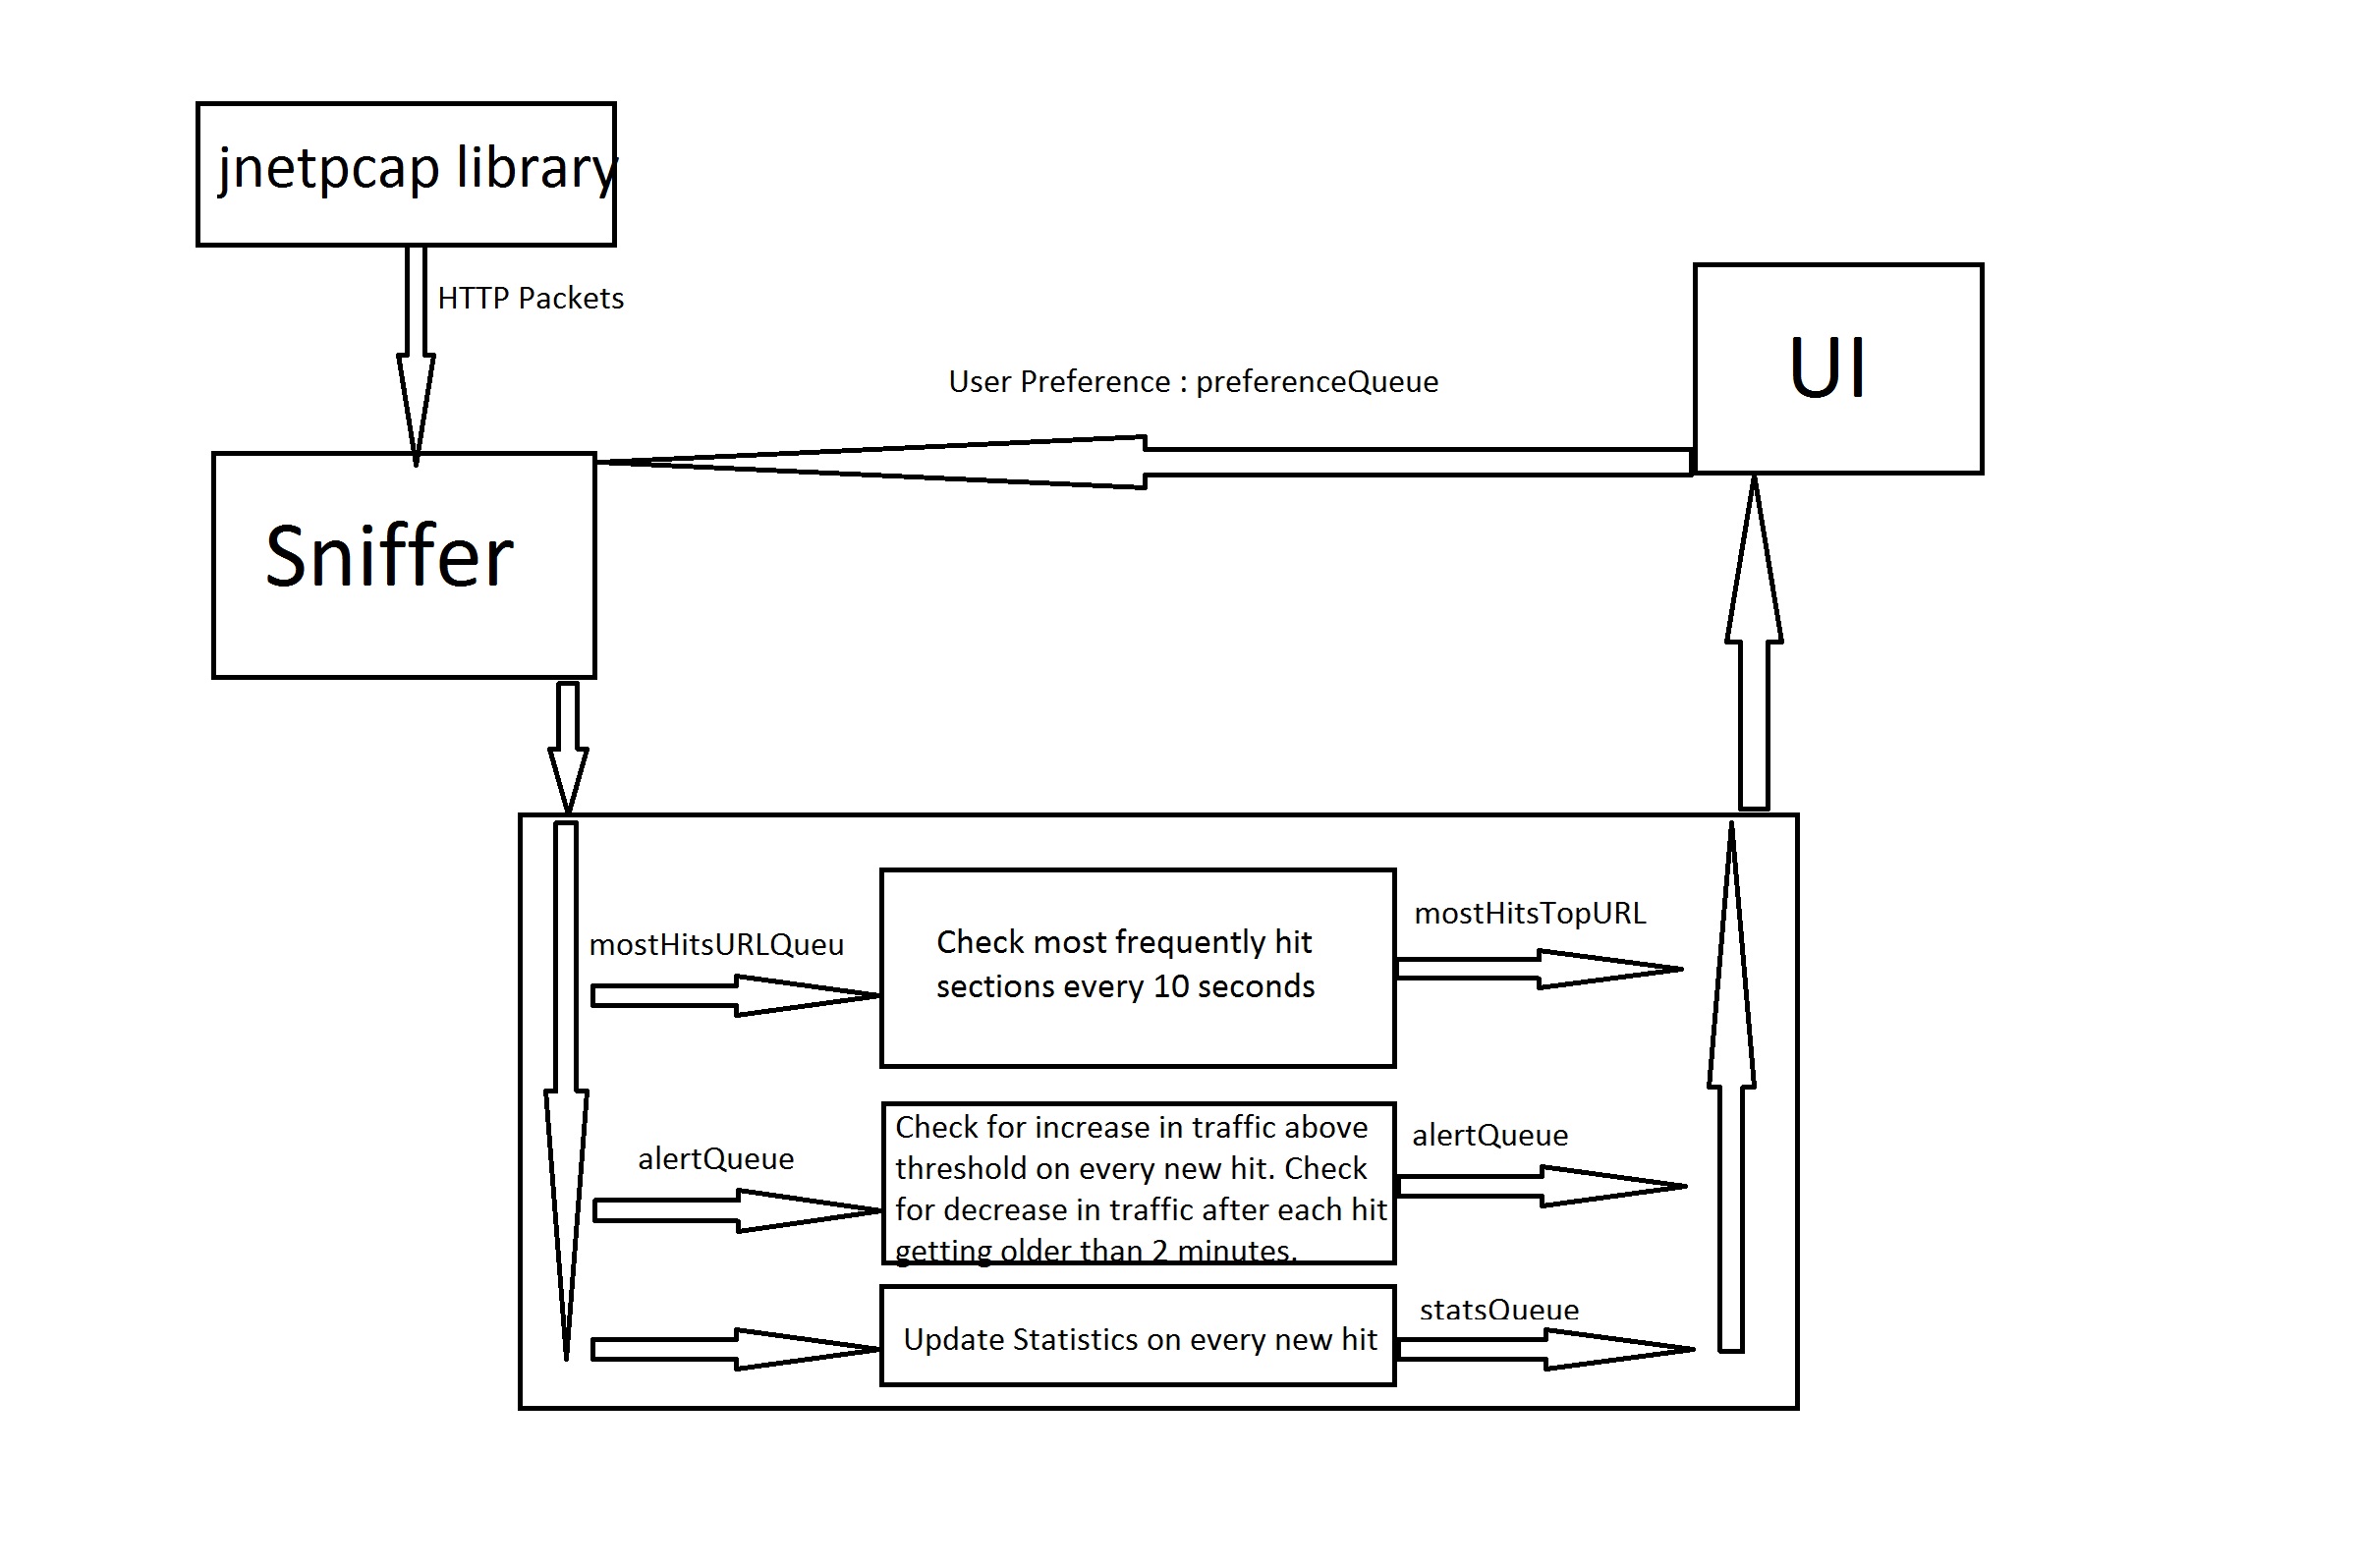 jnetpcap library
HTTP Packets
User Preference : preferenceQueue
UI
Sniffer
mostHitsURLQueu
Check most frequently hit
sections every 10 seconds
mostHitsTopURL
alertQueue
Check for increase in traffic above
threshold on every new hit. Check
for decrease in traffic after each hit
getting older than 2 minutes.
alertQueue
Update Statistics on every new hit
statsQueue